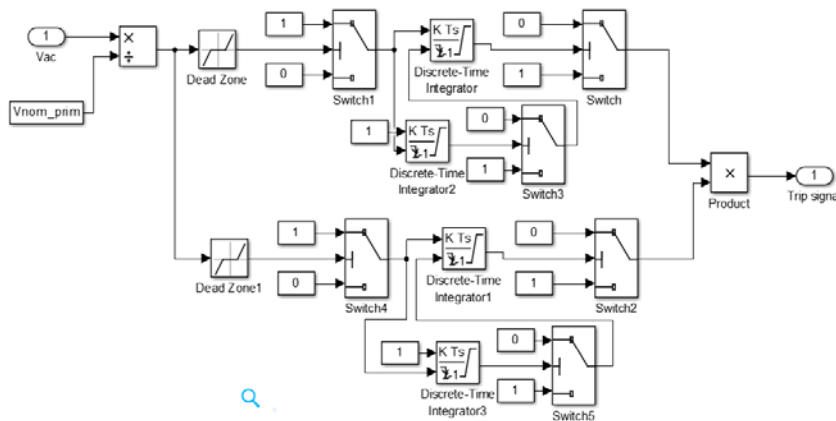 1
Vac
×
÷
Vnom_prim
Dead Zone
1
0
Switch1
K Ts
z-1
Discrete-Time
Integrator
0
1
Switch
1
K Ts
z-1
Discrete-Time
Integrator2
0
1
Switch3
×
Product
1
Trip signa
Dead Zone1
1
0
Switch4
K Ts
z-1
Discrete-Time
Integrator1
0
1
Switch2
1
K Ts
z-1
Discrete-Time
Integrator3
0
1
Switch5